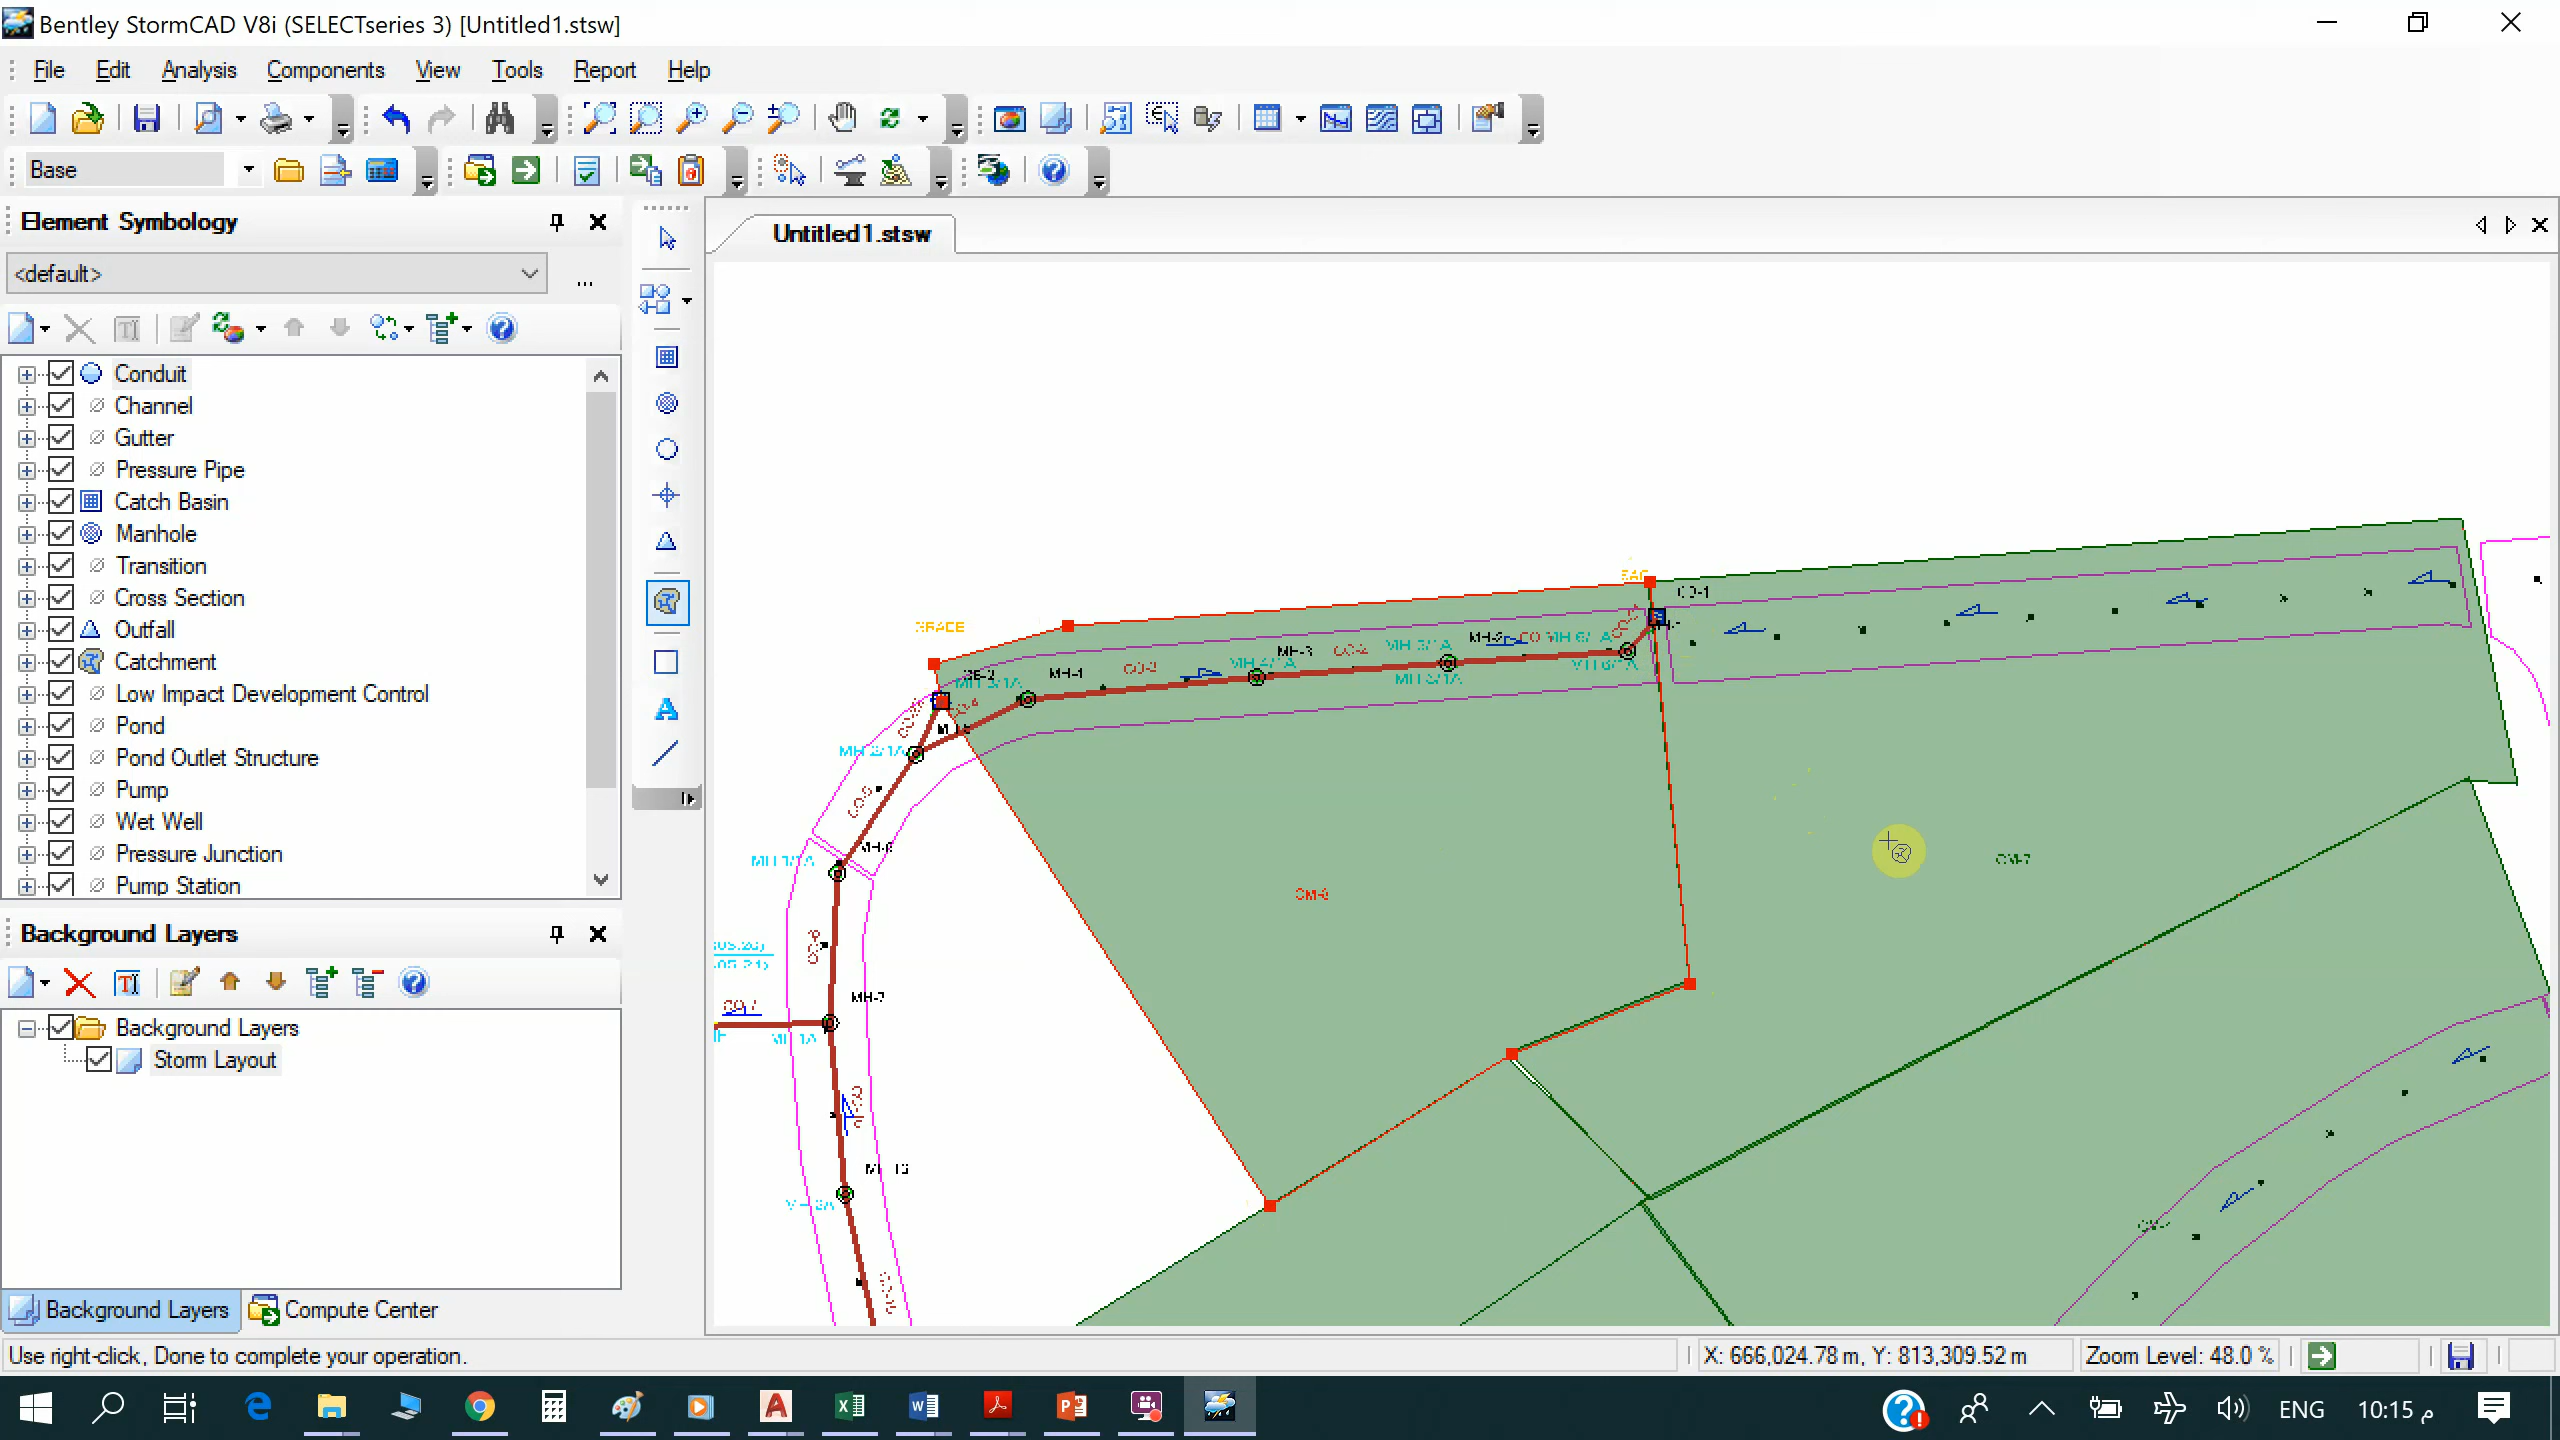 Bentley StormCAD V8i (SELECTseries 3) [Untitled1.stsw]
File Edit Analysis Components View Tools Report Help
Base
Element Symbology
<default>
...
Conduit
Channel
Gutter
Pressure Pipe
Catch Basin
Manhole
Transition
Cross Section
Outfall
Catchment
Low Impact Development Control
Pond
Pond Outlet Structure
Pump
Wet Well
Pressure Junction
Pump Station
Background Layers
Background Layers
Storm Layout
Background Layers Compute Center
Untitled1.stsw
CO-1
MH-3
MH-4
MH-7
CM-7
Use right-click, Done to complete your operation.
X: 666,024.78 m, Y: 813,309.52 m
Zoom Level: 48.0 %
ENG
10:15 م